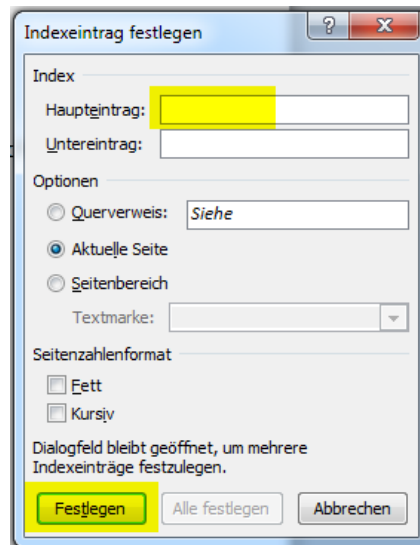 Indexeintrag festlegen
?
Index
Haupteintrag:
Untereintrag:
Optionen
Querverweis: Siehe
Aktuelle Seite
Seitenbereich
Textmarke:
Seitenzahlenformat
Fett
Kursiv
Dialogfeld bleibt geöffnet, um mehrere
Indexeinträge festzulegen.
Festlegen Alle festlegen Abbrechen